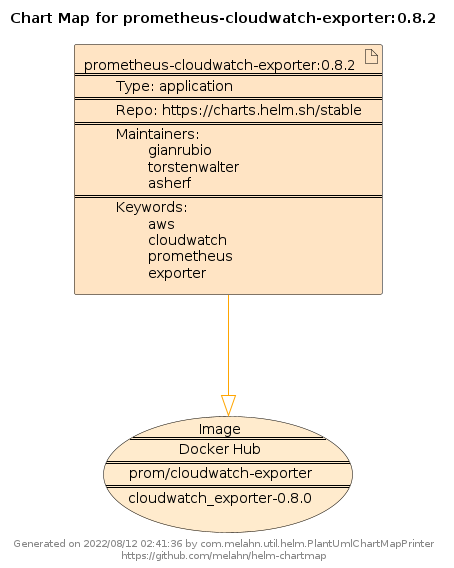 Chart Map for prometheus-cloudwatch-exporter:0.8.2
prometheus-cloudwatch-exporter:0.8.2
Type: application
Repo: https://charts.helm.sh/stable
Maintainers:
gianrubio
torstenwalter
asherf
Keywords:
aws
cloudwatch
prometheus
exporter
Image
Docker Hub
prom/cloudwatch-exporter
cloudwatch_exporter-0.8.0
Generated on 2022/08/12 02:41:36 by com.melahn.util.helm.PlantUmlChartMapPrinter
https://github.com/melahn/helm-chartmap